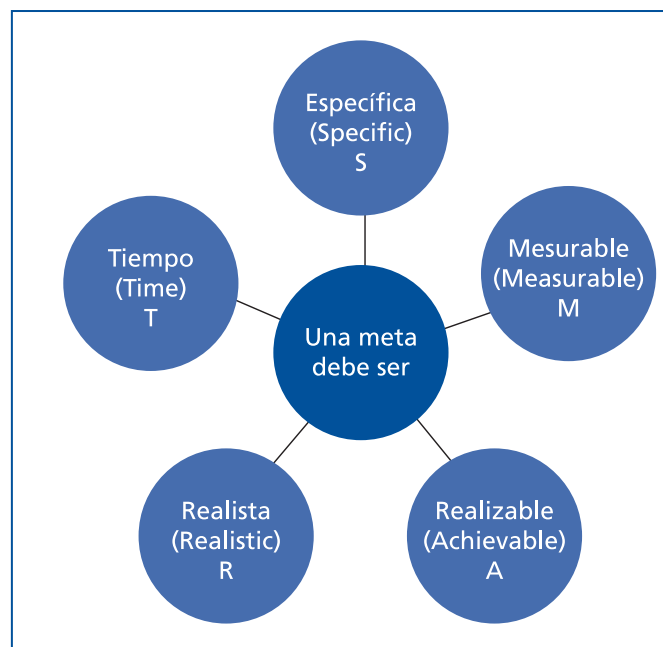 Específica
(Specific)
S
Mesurable
(Measurable)
M
Realizable
(Achievable)
A
Realista
(Realistic)
R
Tiempo
(Time)
T
Una meta
debe ser